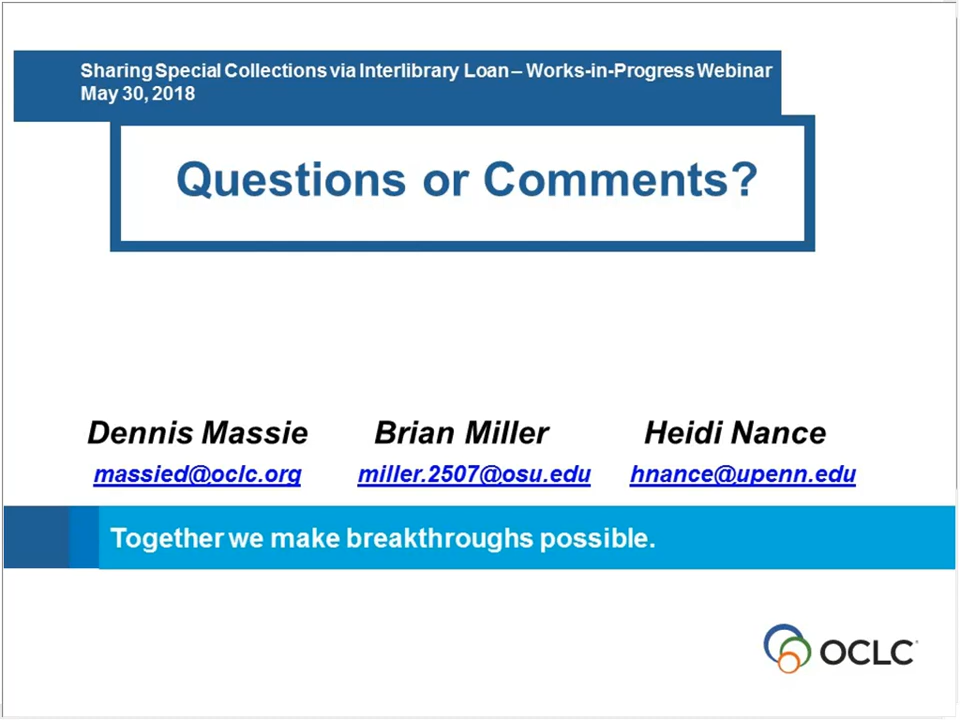 Sharing Special Collections via Interlibrary Loan – Works-in-Progress Webinar
May 30, 2018
Questions or Comments?
Dennis Massie Brian Miller Heidi Nance
massied@oclc.org miller.2507@osu.edu hnance@upenn.edu
Together we make breakthroughs possible.
OCLC